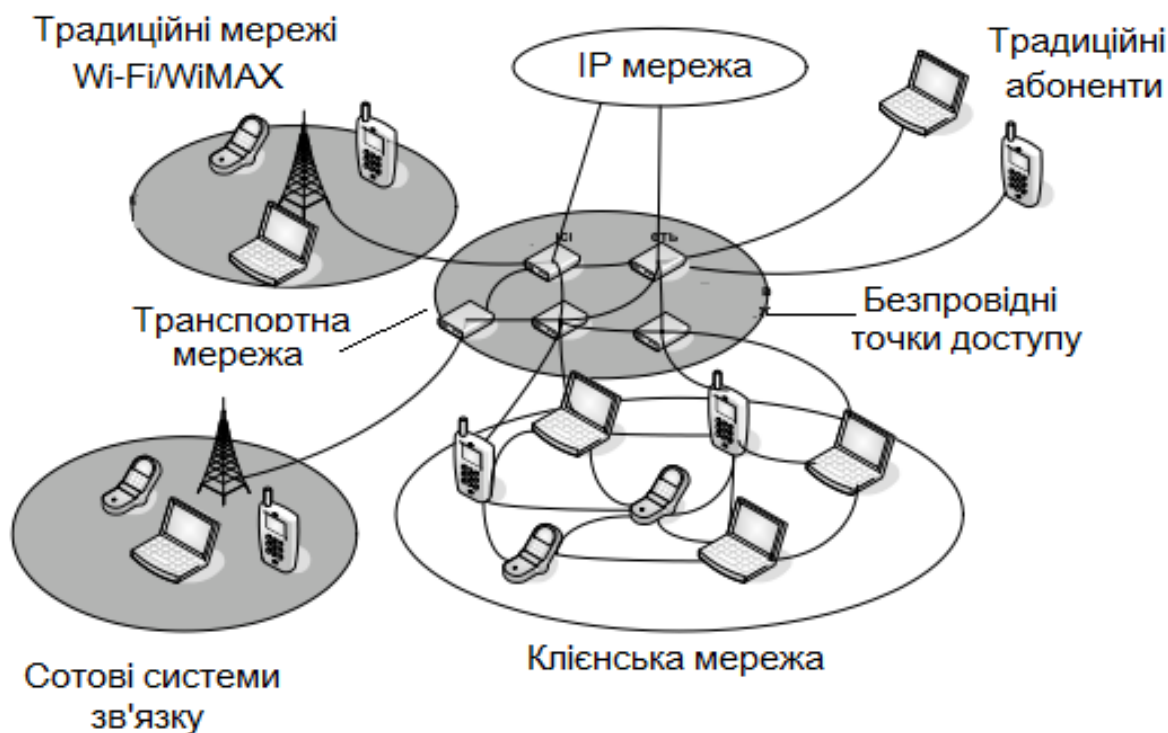 Традиційні мережі
Wi-Fi/WiMAX
IP мережа
Традиційні
абоненти
Транспортна
мережа
Безпровідні
точки доступу
Клієнська мережа
Сотові системи
зв'язку